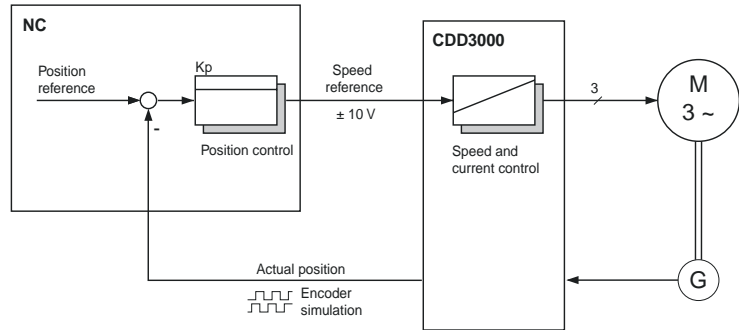 NC
CDD3000
Position
reference
Kp
Speed
reference
± 10 V
3
M
3 ~
-
Position control
Speed and
current control
Actual position
Encoder
simulation
G